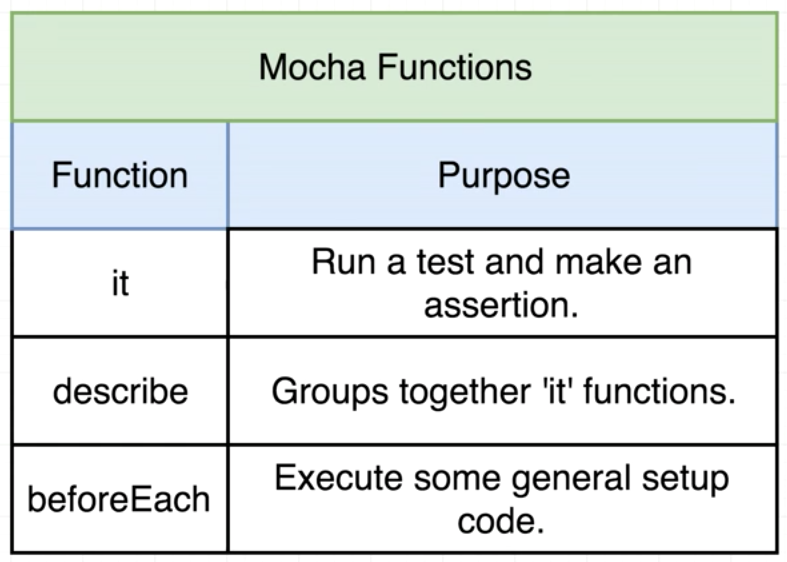 Mocha Functions
Function
Purpose
it
Run a test and make an
assertion.
describe
Groups together 'it' functions.
beforeEach
Execute some general setup
code.